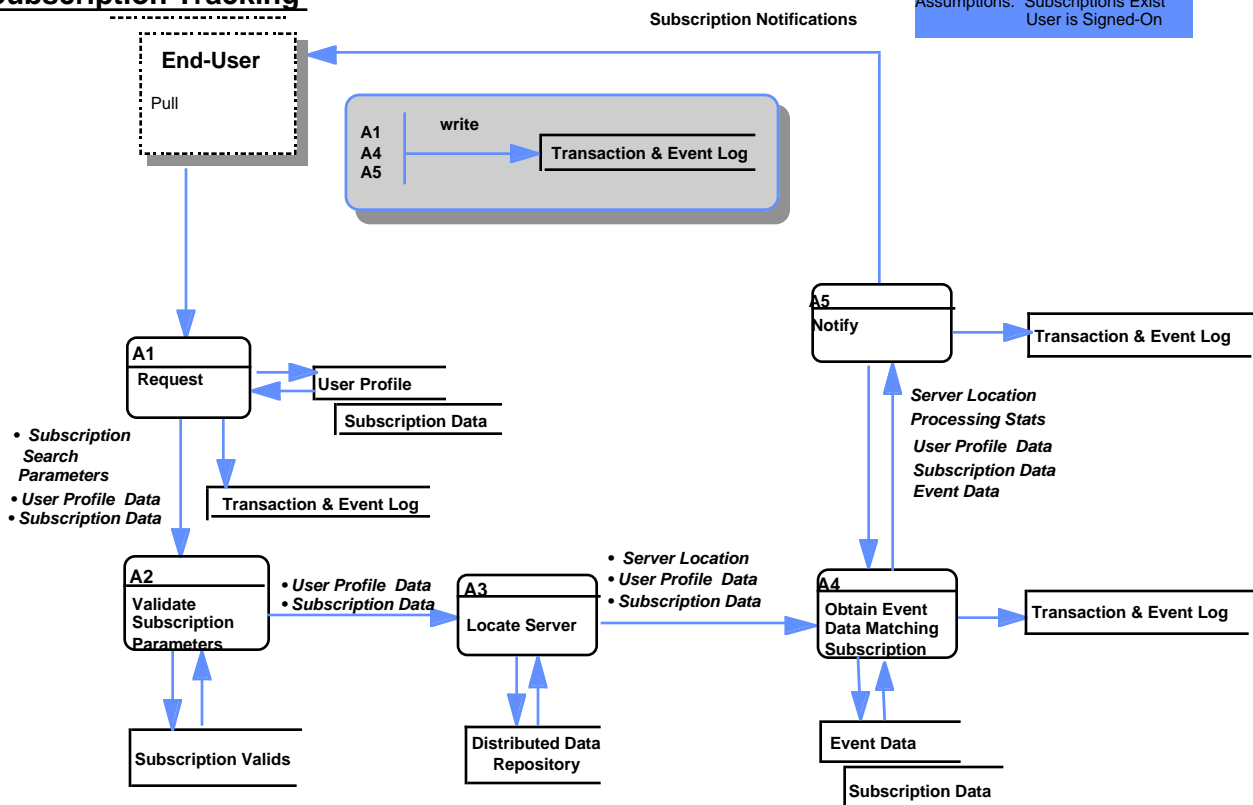 Subscription Tracking
Subscription Notifications
Assumptions: Subscriptions Exist
User is Signed-On
End-User
Pull
A1
A4
A5
write
Transaction & Event Log
A5
Notify
Transaction & Event Log
A1
Request
User Profile
Subscription Data
• Subscription
Search
Parameters
• User Profile Data
• Subscription Data
Transaction & Event Log
Server Location
Processing Stats
User Profile Data
Subscription Data
Event Data
A2
Validate
Subscription
Parameters
• User Profile Data
• Subscription Data
A3
Locate Server
• Server Location
• User Profile Data
• Subscription Data
A4
Obtain Event
Data Matching
Subscription
Transaction & Event Log
Subscription Valids
Distributed Data
Repository
Event Data
Subscription Data